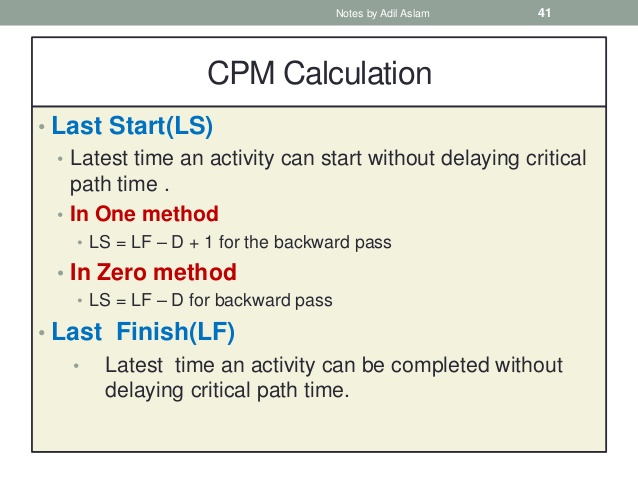 Notes by Adil Aslam 41
CPM Calculation
• Last Start(LS)
• Latest time an activity can start without delaying critical
path time .
• In One method
• LS = LF – D + 1 for the backward pass
• In Zero method
• LS = LF – D for backward pass
• Last Finish(LF)
• Latest time an activity can be completed without
delaying critical path time.